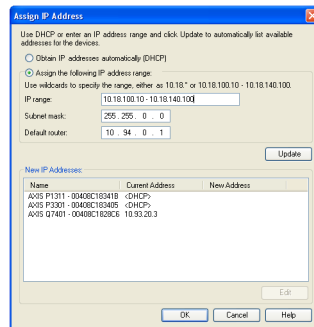 Assign IP Address
Use DHCP or enter an IP address range and click Update to automatically list available
addresses for the devices.
Obtain IP addresses automatically (DHCP)
Assign the following IP address range:
Use wildcards to specify the range, either as 10.18.* or 10.18.100.10 - 10.18.140.100.
IP range: 10.18.100.10 - 10.18.140.100
Subnet mask: 255 . 255 . 0 . 0
Default router: 10 . 94 . 0 . 1
Update
New IP Addresses:
Name Current Address New Address
AXIS P1311 - 00408C18341B <DHCP>
AXIS P3301 - 00408C183405 <DHCP>
AXIS Q7401 - 00408C1828C6 10.93.20.3
Edit
OK Cancel Help